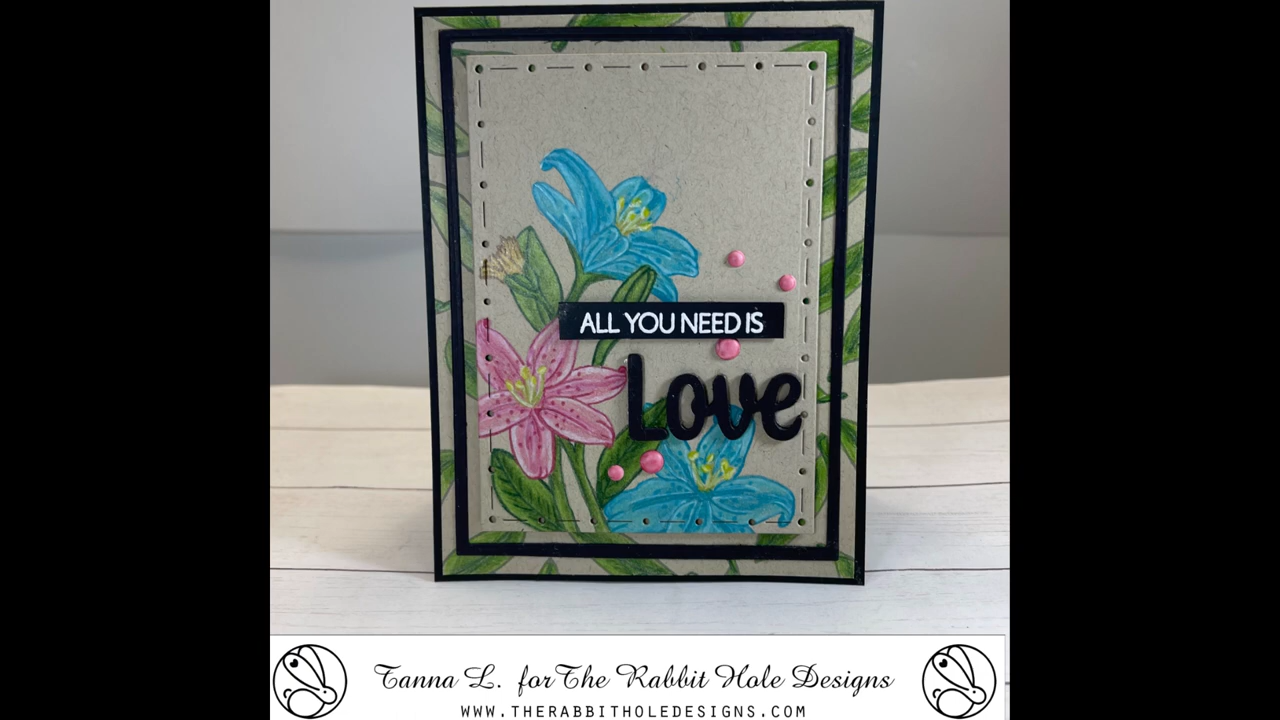 ALL YOU NEED IS
Love
Tanna L. for The Rabbit Hole Designs
WWW.THERABBITHOLEDESIGNS.COM